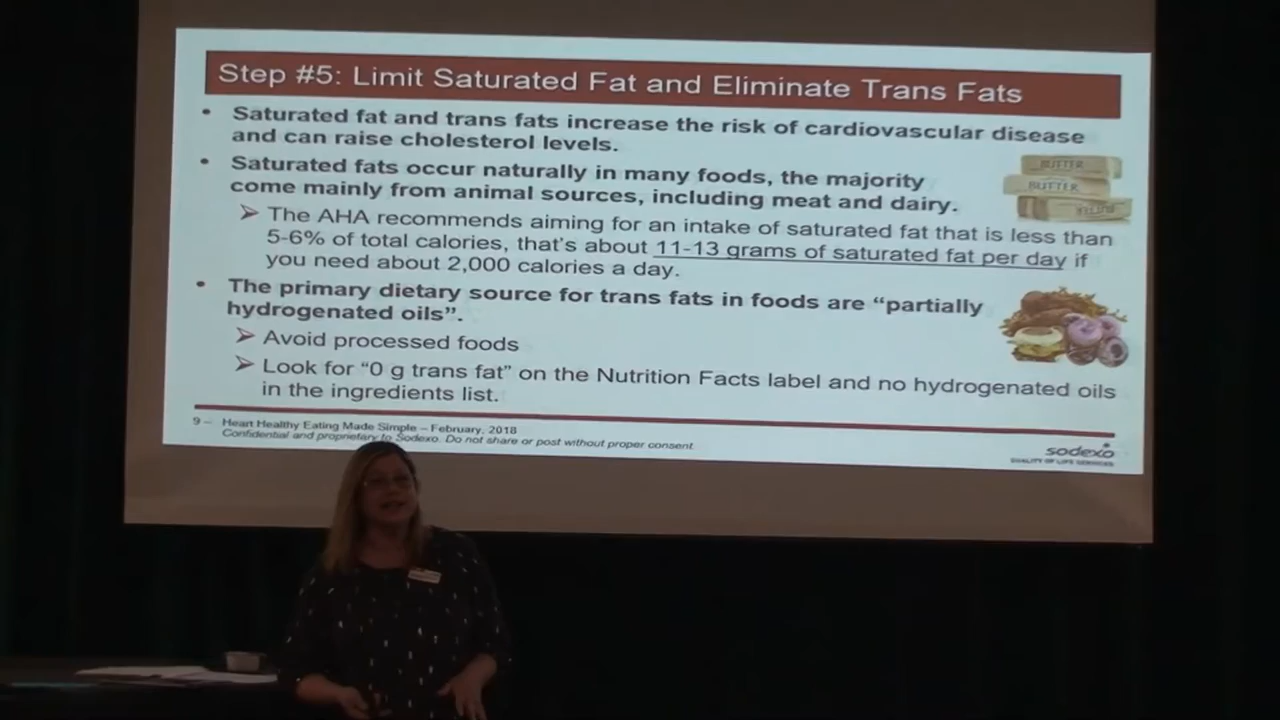 Step #5: Limit Saturated Fat and Eliminate Trans Fats
• Saturated fat and trans fats increase the risk of cardiovascular disease
and can raise cholesterol levels.
• Saturated fats occur naturally in many foods, the majority
come mainly from animal sources, including meat and dairy.
BUTTER
BUTTER
➢ The AHA recommends aiming for an intake of saturated fat that is less than
5-6% of total calories, that's about 11-13 grams of saturated fat per day if
you need about 2,000 calories a day.
• The primary dietary source for trans fats in foods are “partially
hydrogenated oils”.
➢ Avoid processed foods
➢ Look for “0 g trans fat” on the Nutrition Facts label and no hydrogenated oils
in the ingredients list.
9 – Heart Healthy Eating Made Simple – February, 2018
Confidential and proprietary to Sodexo. Do not share or post without proper consent.
sodexo
QUALITY OF LIFE SERVICES